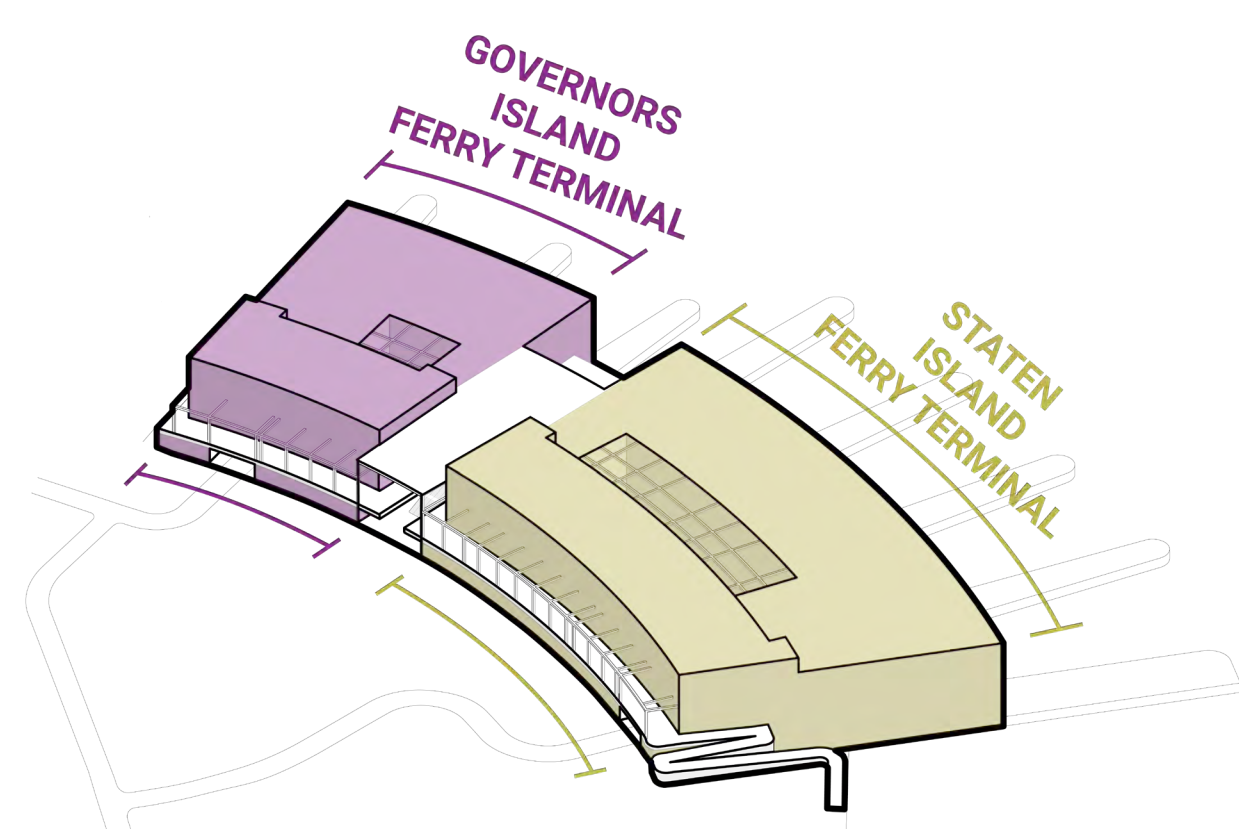 GOVERNORS
ISLAND
FERRY TERMINAL
STATEN
ISLAND
FERRY TERMINAL